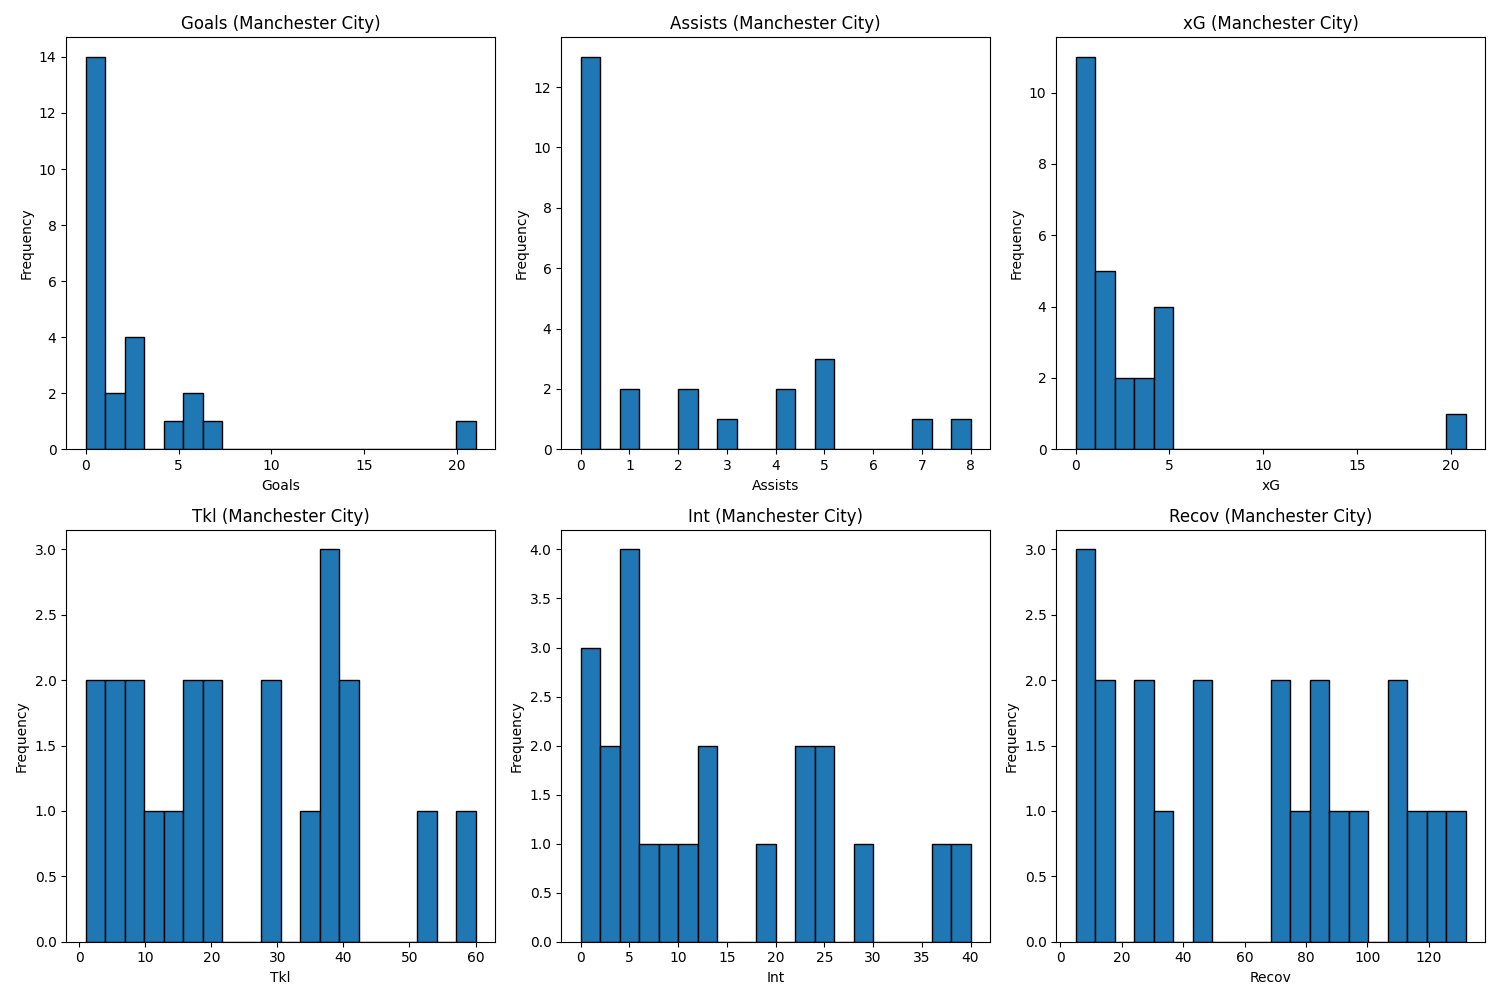 Goals (Manchester City)
14
12
10
8
6
4
2
0
Frequency
0 5 10 15 20
Goals
Assists (Manchester City)
12
10
8
6
4
2
0
Frequency
0 1 2 3 4 5 6 7 8
Assists
xG (Manchester City)
10
8
6
4
2
0
Frequency
0 5 10 15 20
xG
Tkl (Manchester City)
3.0
2.5
2.0
1.5
1.0
0.5
0.0
Frequency
0 10 20 30 40 50 60
Tkl
Int (Manchester City)
4.0
3.5
3.0
2.5
2.0
1.5
1.0
0.5
0.0
Frequency
0 5 10 15 20 25 30 35 40
Int
Recov (Manchester City)
3.0
2.5
2.0
1.5
1.0
0.5
0.0
Frequency
0 20 40 60 80 100 120
Recov